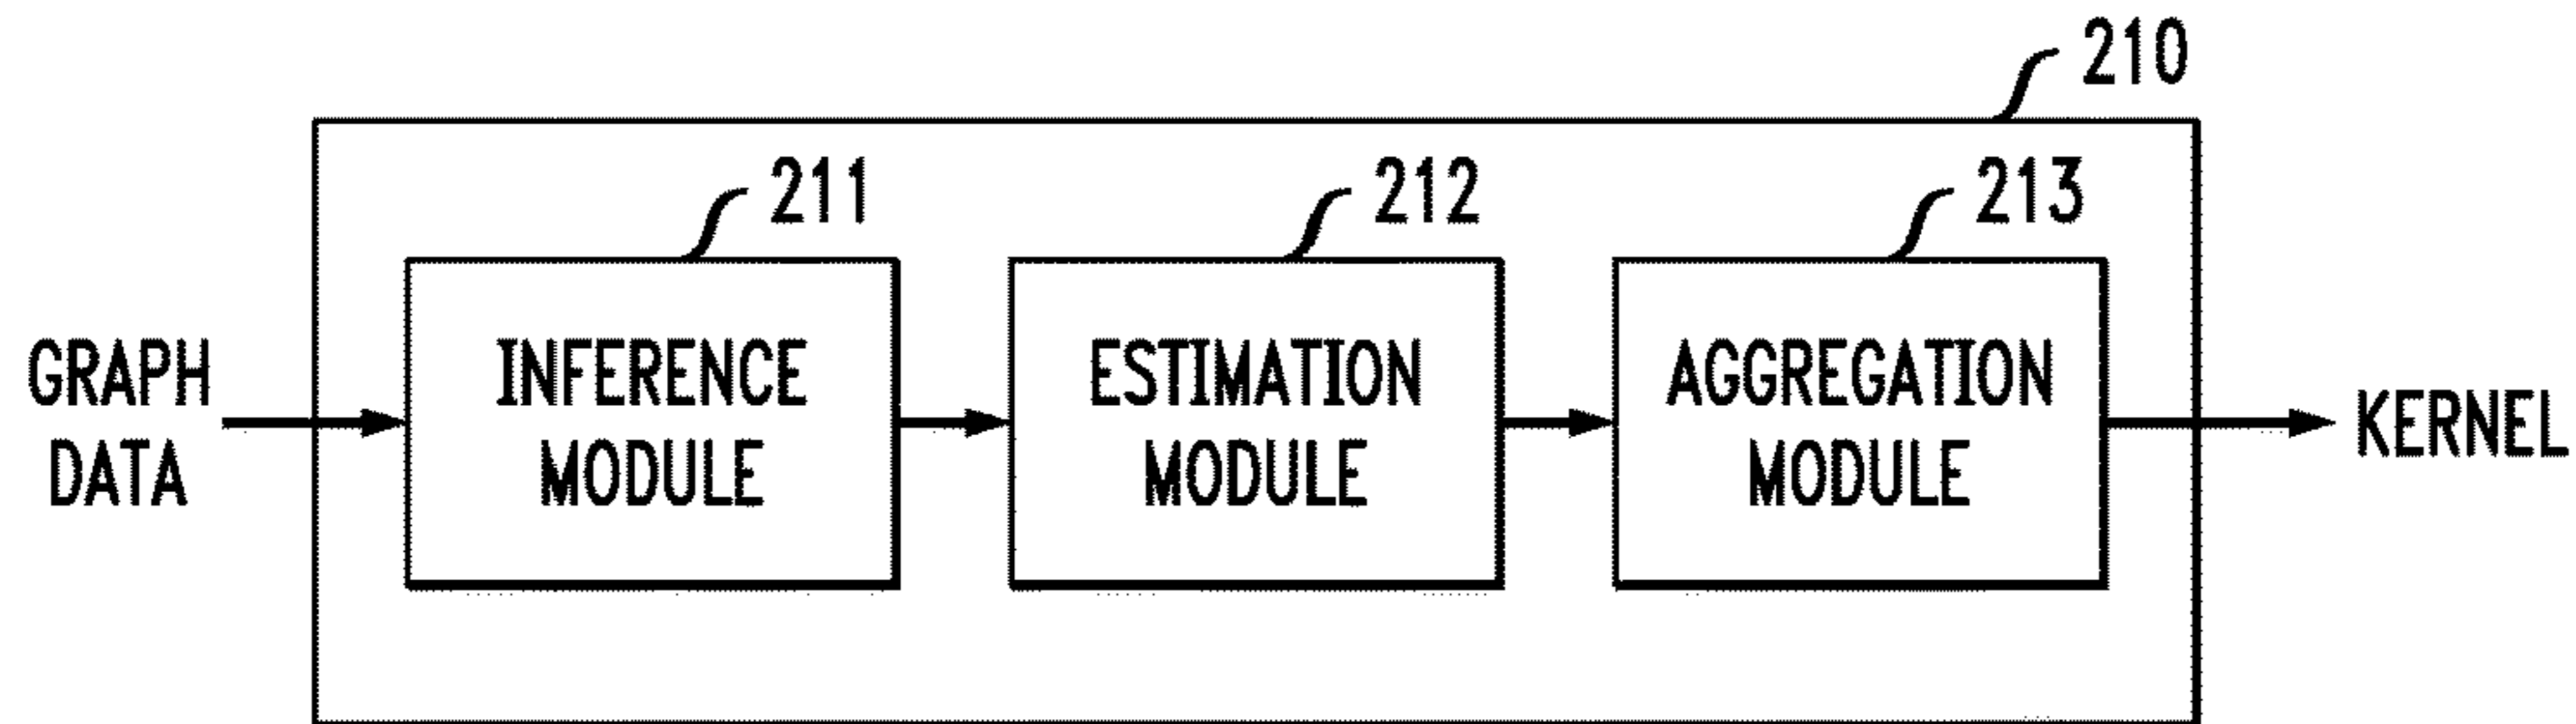 210
211
212
213
GRAPH
DATA
INFERENCE
MODULE
ESTIMATION
MODULE
AGGREGATION
MODULE
KERNEL